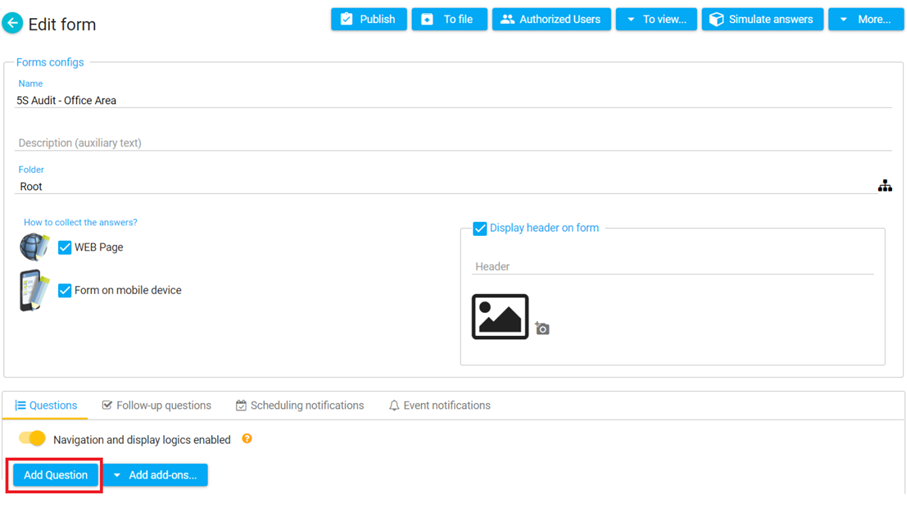 Edit form
Publish
To file
Authorized Users
To view...
Simulate answers
More...
Forms configs
Name
5S Audit - Office Area
Description (auxiliary text)
Folder
Root
How to collect the answers?
WEB Page
Form on mobile device
Display header on form
Header
Questions
Follow-up questions
Scheduling notifications
Event notifications
Navigation and display logics enabled ?
Add Question
Add add-ons...